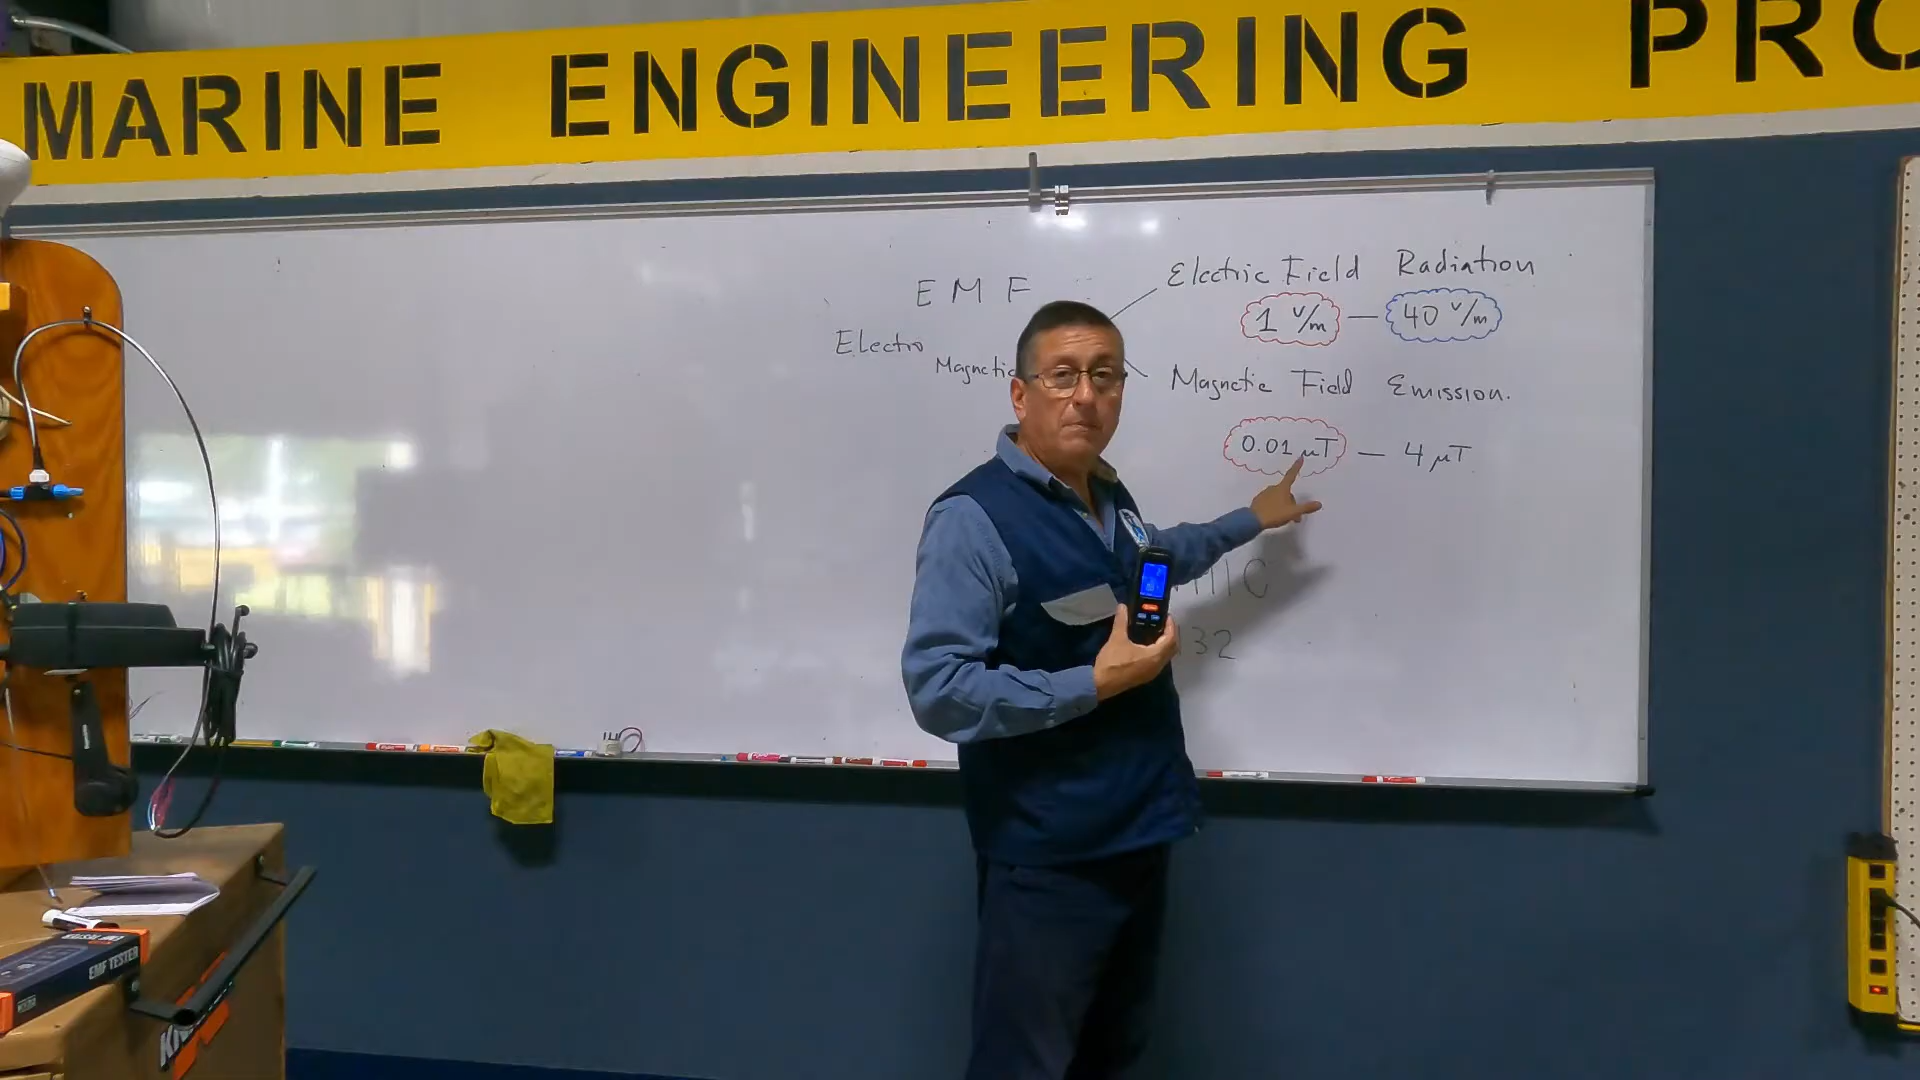 MARINE ENGINEERING PRO
EMF
Electro
Magnetic
Electric Field Radiation
1 V/m — 40 V/m
Magnetic Field Emission.
0.01 μT — 4 μT
132
EMF TESTER